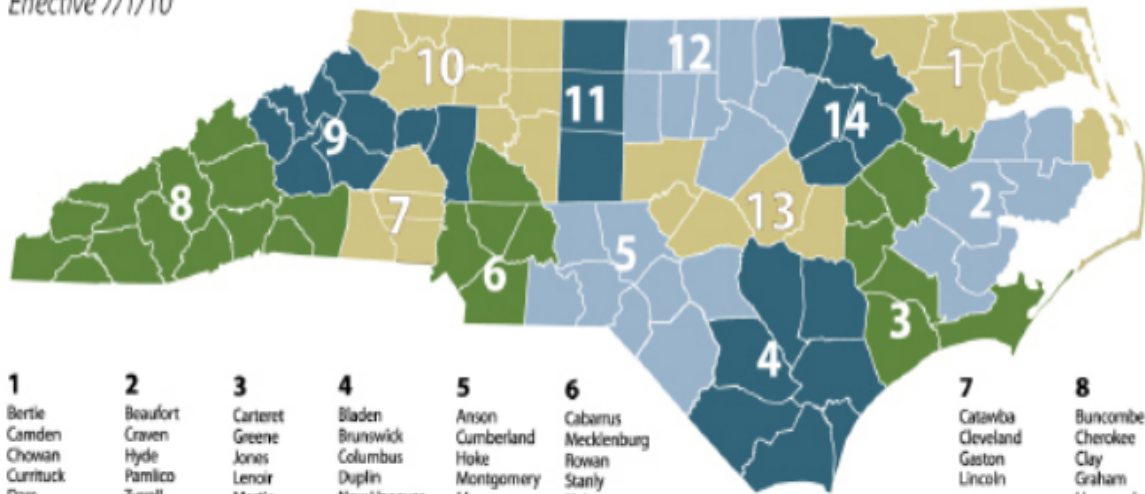 Effective 7/1/10
10
12
1
11
14
9
8
7
13
2
5
6
3
4
1
Bertie
Camden
Chowan
Currituck
2
Beaufort
Craven
Hyde
Pamlico
3
Carteret
Greene
Jones
Lenoir
4
Bladen
Brunswick
Columbus
Duplin
5
Anson
Cumberland
Hoke
Montgomery
6
Cabarrus
Mecklenburg
Rowan
Stanly
7
Catawba
Cleveland
Gaston
Lincoln
8
Buncombe
Cherokee
Clay
Graham